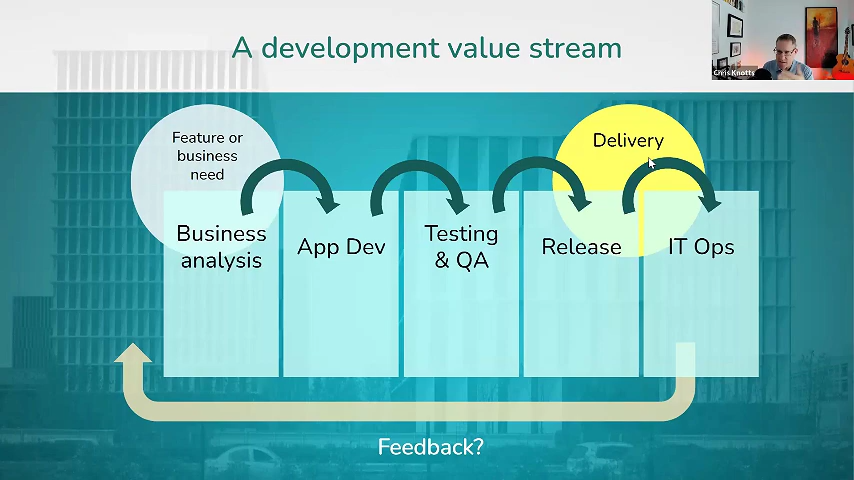 A development value stream
Chris Knotts
Feature or
business
need
Delivery
Business
analysis
App Dev
Testing
& QA
Release
IT Ops
Feedback?